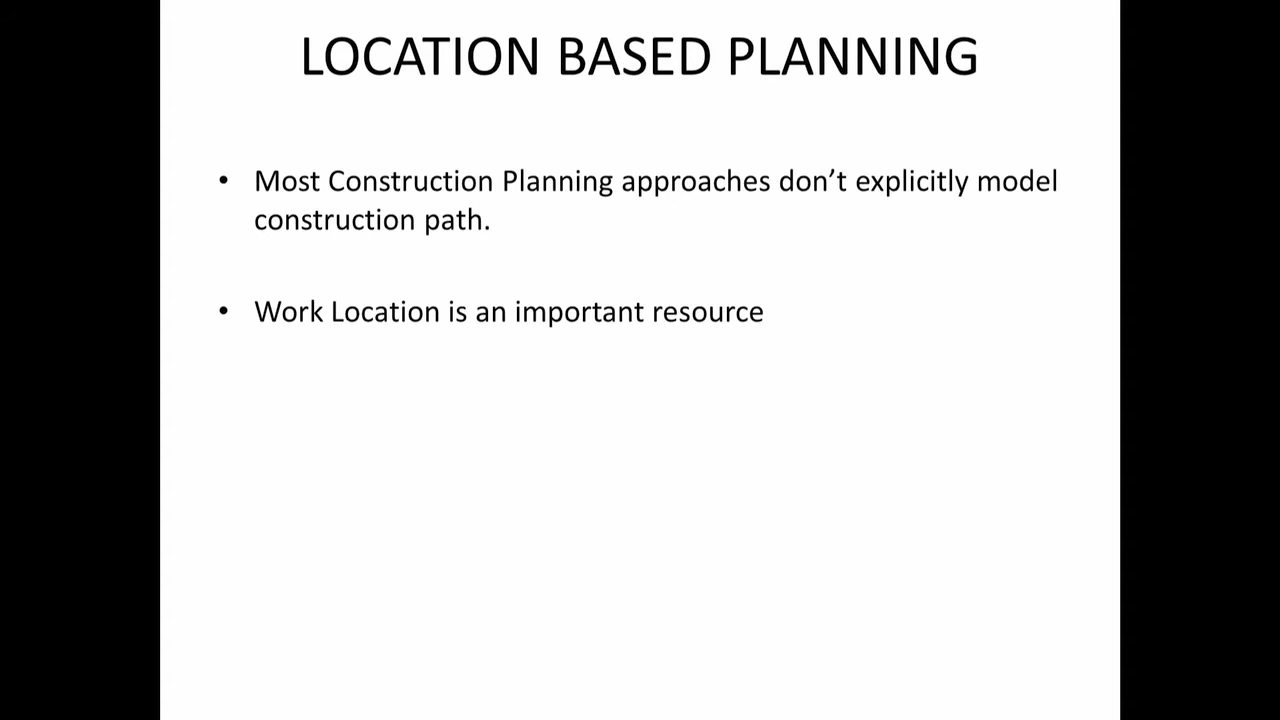 LOCATION BASED PLANNING
• Most Construction Planning approaches don’t explicitly model
construction path.
• Work Location is an important resource